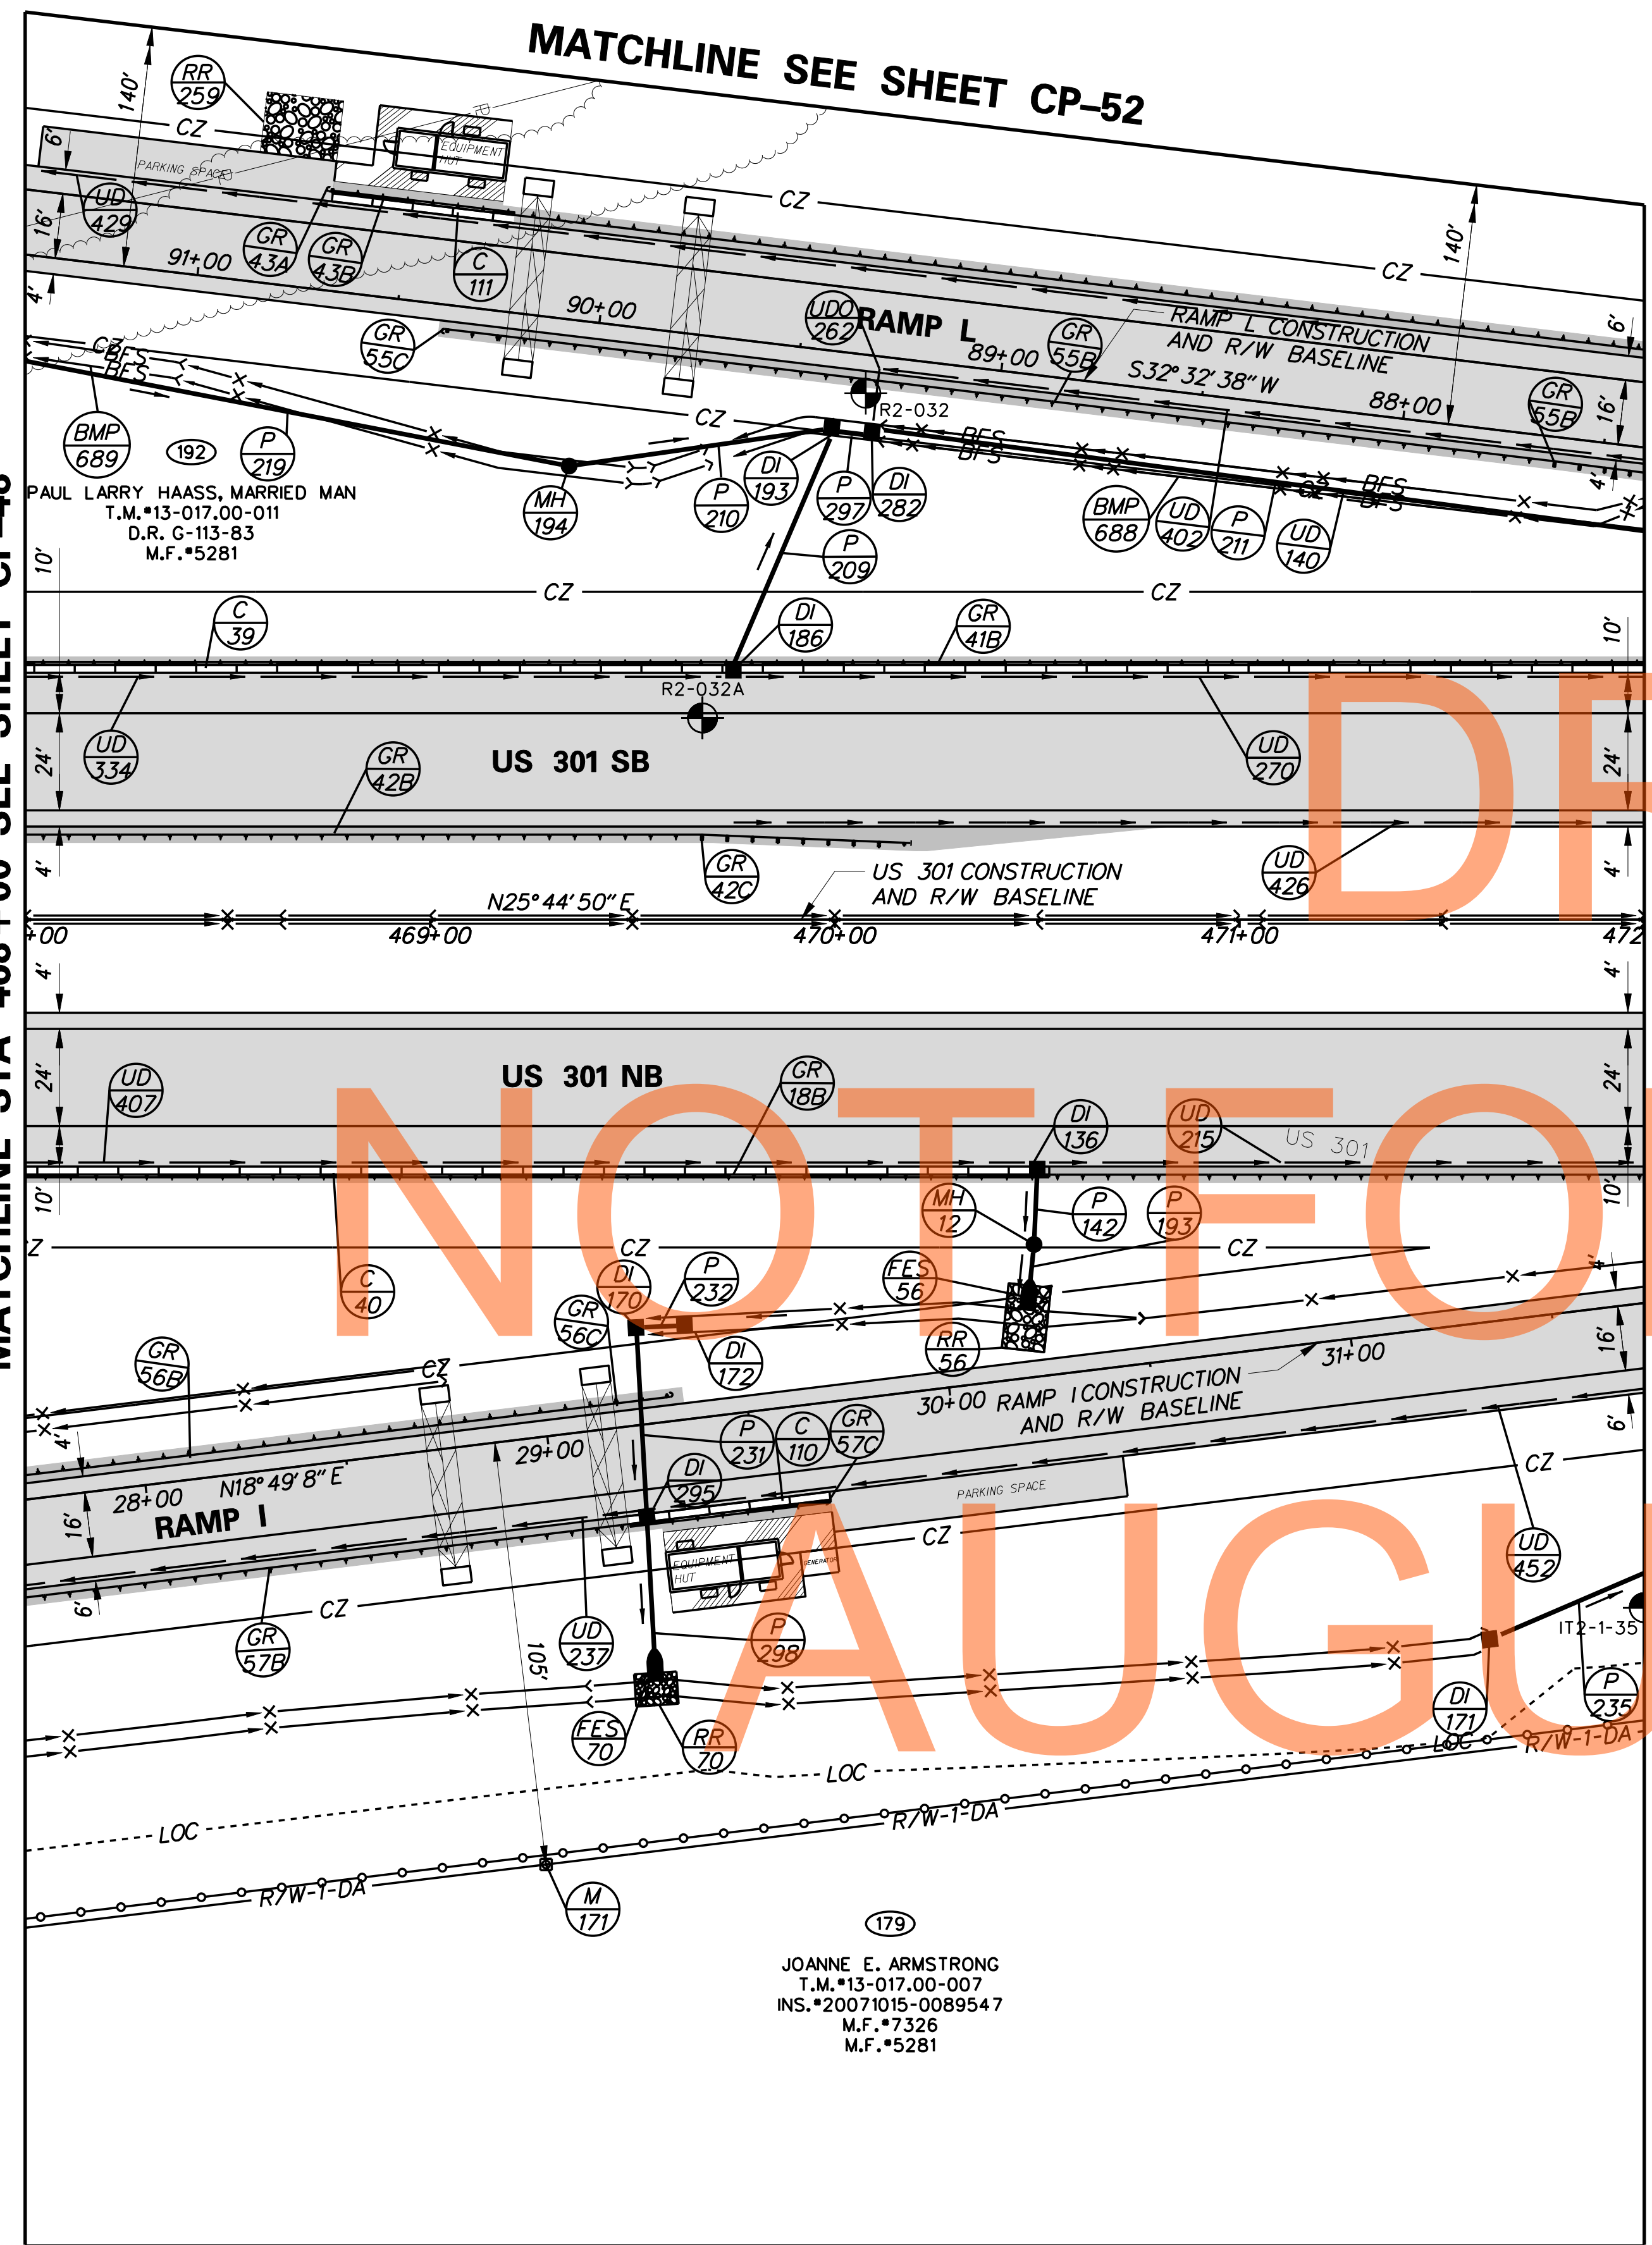 MATCHLINE SEE SHEET CP-52
140'
RR
259
CZ
6'
PARKING SPACE
EQUIPMENT
HUT
UD
429
16'
GR
43A
GR
43B
C
111
91+00
4'
CZ
140'
CZ
90+00
UDO
262
RAMP L
GR
55C
89+00
GR
55B
RAMP L CONSTRUCTION
AND R/W BASELINE
S32°32'38"W
6'
16'
88+00
GR
55B
4'
CZ
BFS
BFS
CZ
R2-032
BMP
689
192
P
219
MH
194
P
210
DI
193
P
297
DI
282
BFS
BFS
BMP
688
UD
402
P
211
UD
140
CZ
BFS
BFS
PAUL LARRY HAASS, MARRIED MAN
T.M.#13-017.00-011
D.R. G-113-83
M.F.#5281
10'
P
209
CZ
CZ
C
39
DI
186
GR
41B
10'
R2-032A
UD
334
24'
GR
42B
US 301 SB
UD
270
24'
4'
GR
42C
US 301 CONSTRUCTION
AND R/W BASELINE
UD
426
4'
N25°44'50"E
+00
469+00
470+00
471+00
472
4'
4'
24'
UD
407
US 301 NB
GR
18B
24'
DI
136
UD
215
US 301
10'
MH
12
P
142
P
193
10'
Z
CZ
CZ
C
40
DI
170
P
232
FES
56
4'
GR
56C
GR
56B
CZ
DI
172
RR
56
31+00
16'
30+00 RAMP I CONSTRUCTION
AND R/W BASELINE
4'
P
231
C
110
GR
57C
6'
29+00
N18°49'8"E
28+00
DI
295
PARKING SPACE
CZ
16'
RAMP I
CZ
EQUIPMENT
HUT
GENERATOR
UD
452
6'
CZ
GR
57B
UD
237
P
298
105'
IT2-1-35
FES
70
RR
70
DI
171
P
235
LOC
LOC
LOC
R/W-1-DA
R/W-1-DA
R/W-1-DA
M
171
179
JOANNE E. ARMSTRONG
T.M.#13-017.00-007
INS.#20071015-0089547
M.F.#7326
M.F.#5281
NOT FO
AUGU